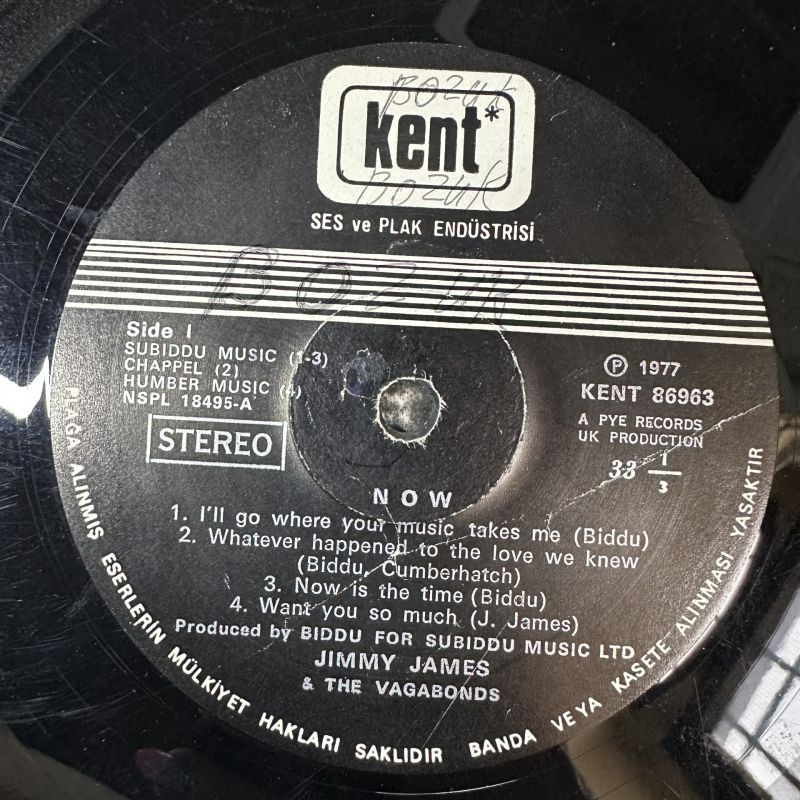 BOZUK
kent*
BOZUK
SES ve PLAK ENDÜSTRİSİ
BOZUK
Side I
SUBIDDU MUSIC (1-3)
CHAPPEL (2)
HUMBER MUSIC (4)
NSPL 18495-A
STEREO
Ⓟ 1977
KENT 86963
A PYE RECORDS
UK PRODUCTION
33 1/3
NOW
1. I'll go where your music takes me (Biddu)
2. Whatever happened to the love we knew
(Biddu, Cumberhatch)
3. Now is the time (Biddu)
4. Want you so much (J. James)
Produced by BIDDU FOR SUBIDDU MUSIC LTD
JIMMY JAMES
& THE VAGABONDS
PLAĞA ALINMIŞ ESERLERİN MÜLKİYET HAKLARI SAKLIDIR BANDA VEYA KASETE ALINMASI YASAKTIR